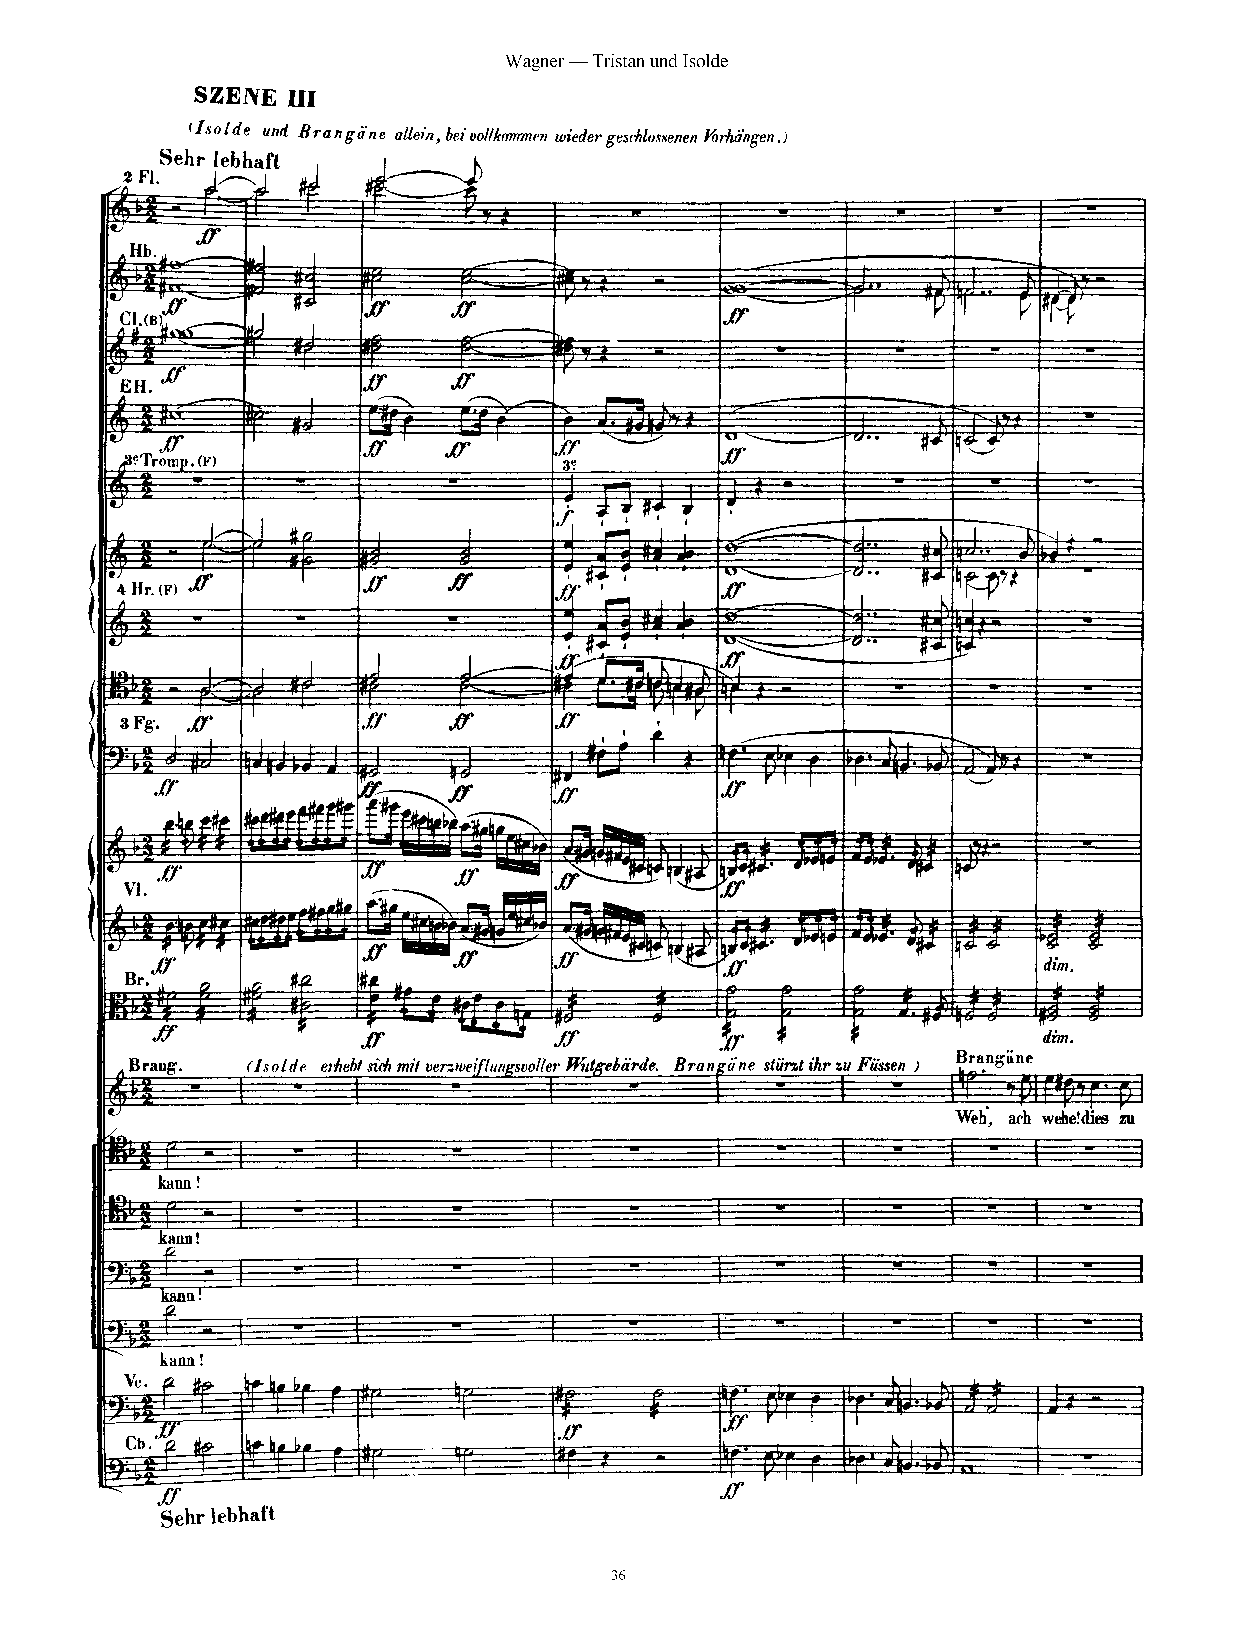 Wagner — Tristan und Isolde
SZENE III
(Isolde und Brangäne allein, bei vollkommen wieder geschlossenen Vorhängen.)
Sehr lebhaft
2 Fl.
ff
Hb.
ff ff ff ff
Cl.(B)
ff ff ff
EH.
ff ff ff ff ff
3e Tromp. (F)
3e
f
4 Hr. (F)
ff ff ff ff ff
ff ff
3 Fg.
ff ff ff ff
ff ff ff ff ff
ff ff ff ff ff
Vl.
ff ff ff ff ff dim.
Br.
ff ff ff ff dim.
Brang. (Isolde erhebt sich mit verzweiflungsvoller Wutgebärde. Brangäne stürzt ihr zu Füssen) Brangäne
Weh, ach wehe! dies zu
kann!
kann!
kann!
kann!
Vc.
ff ff ff
Cb.
ff ff
Sehr lebhaft
36